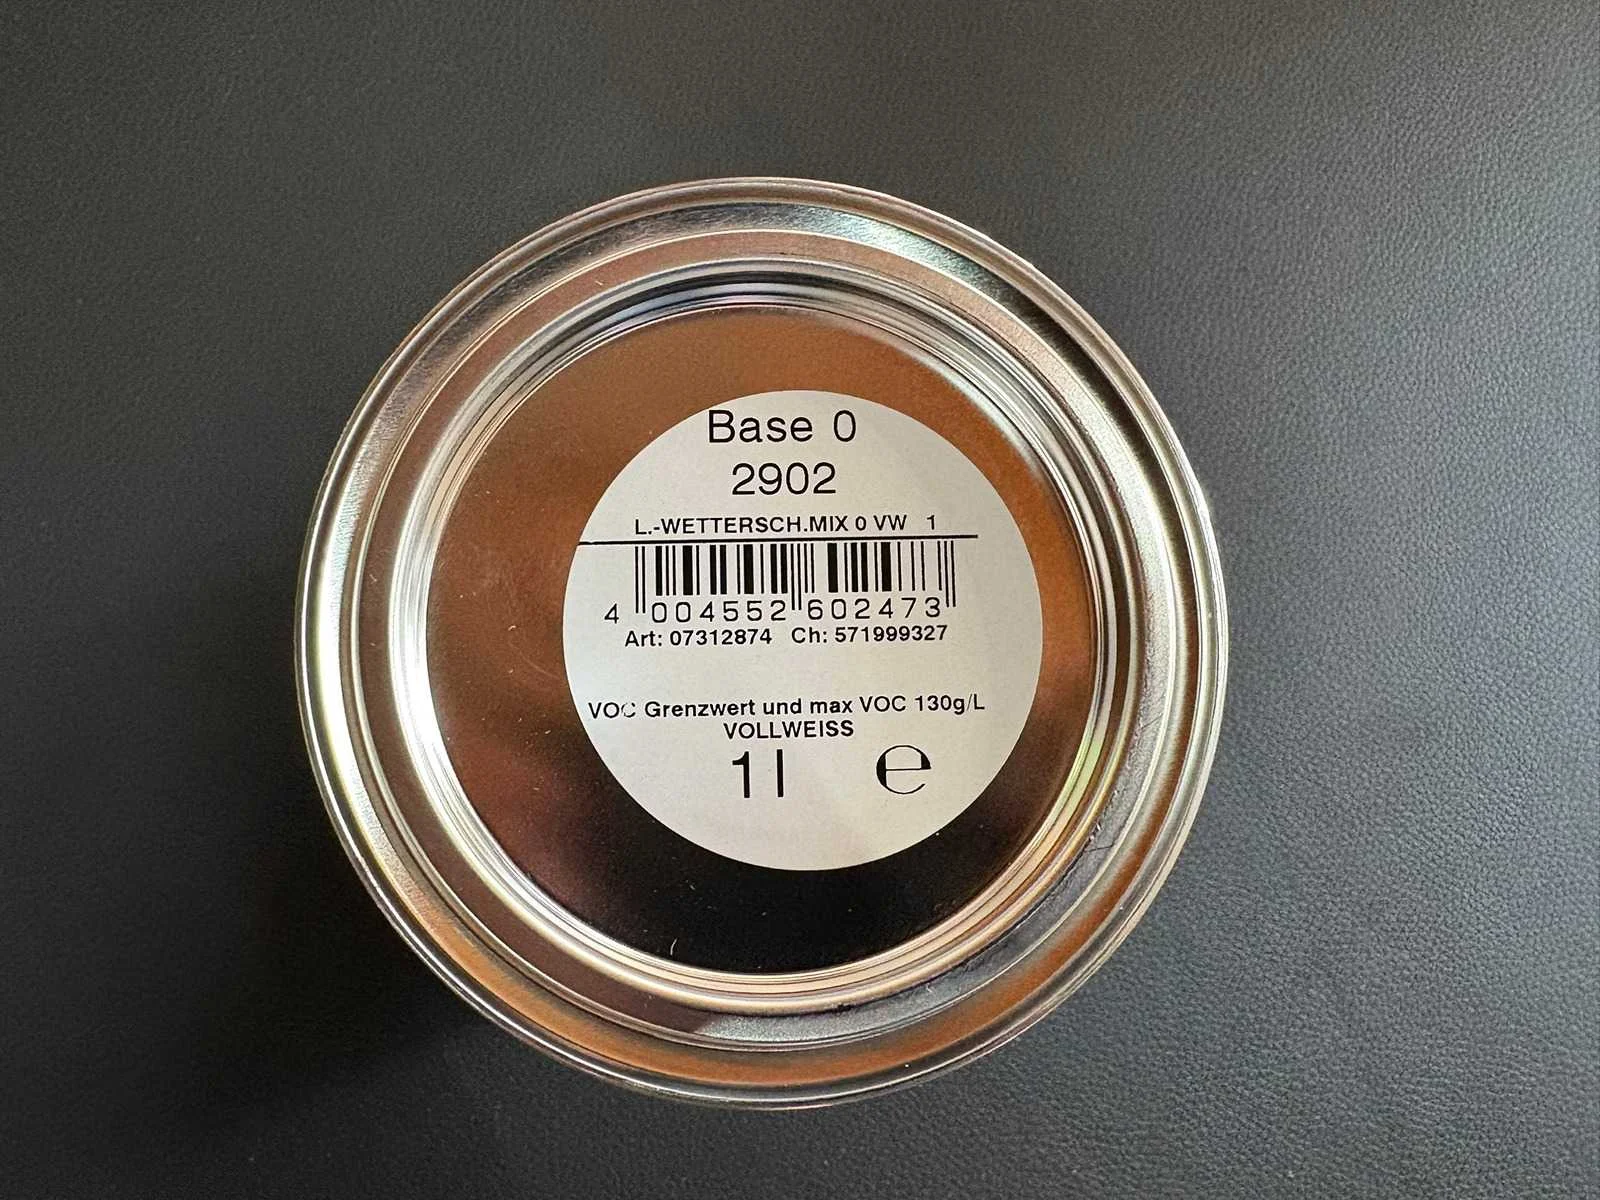 Base 0
2902
L.-WETTERSCH.MIX 0 VW 1
4 004552 602473
Art: 07312874 Ch: 571999327
VOC Grenzwert und max VOC 130g/L
VOLLWEISS
1 l ℮